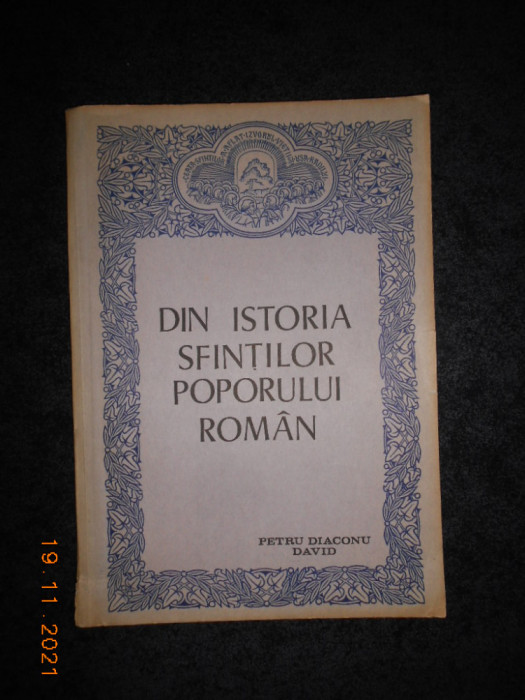 DIN ISTORIA
SFINȚILOR
POPORULUI
ROMÂN
PETRU DIACONU
DAVID
19.11.2021